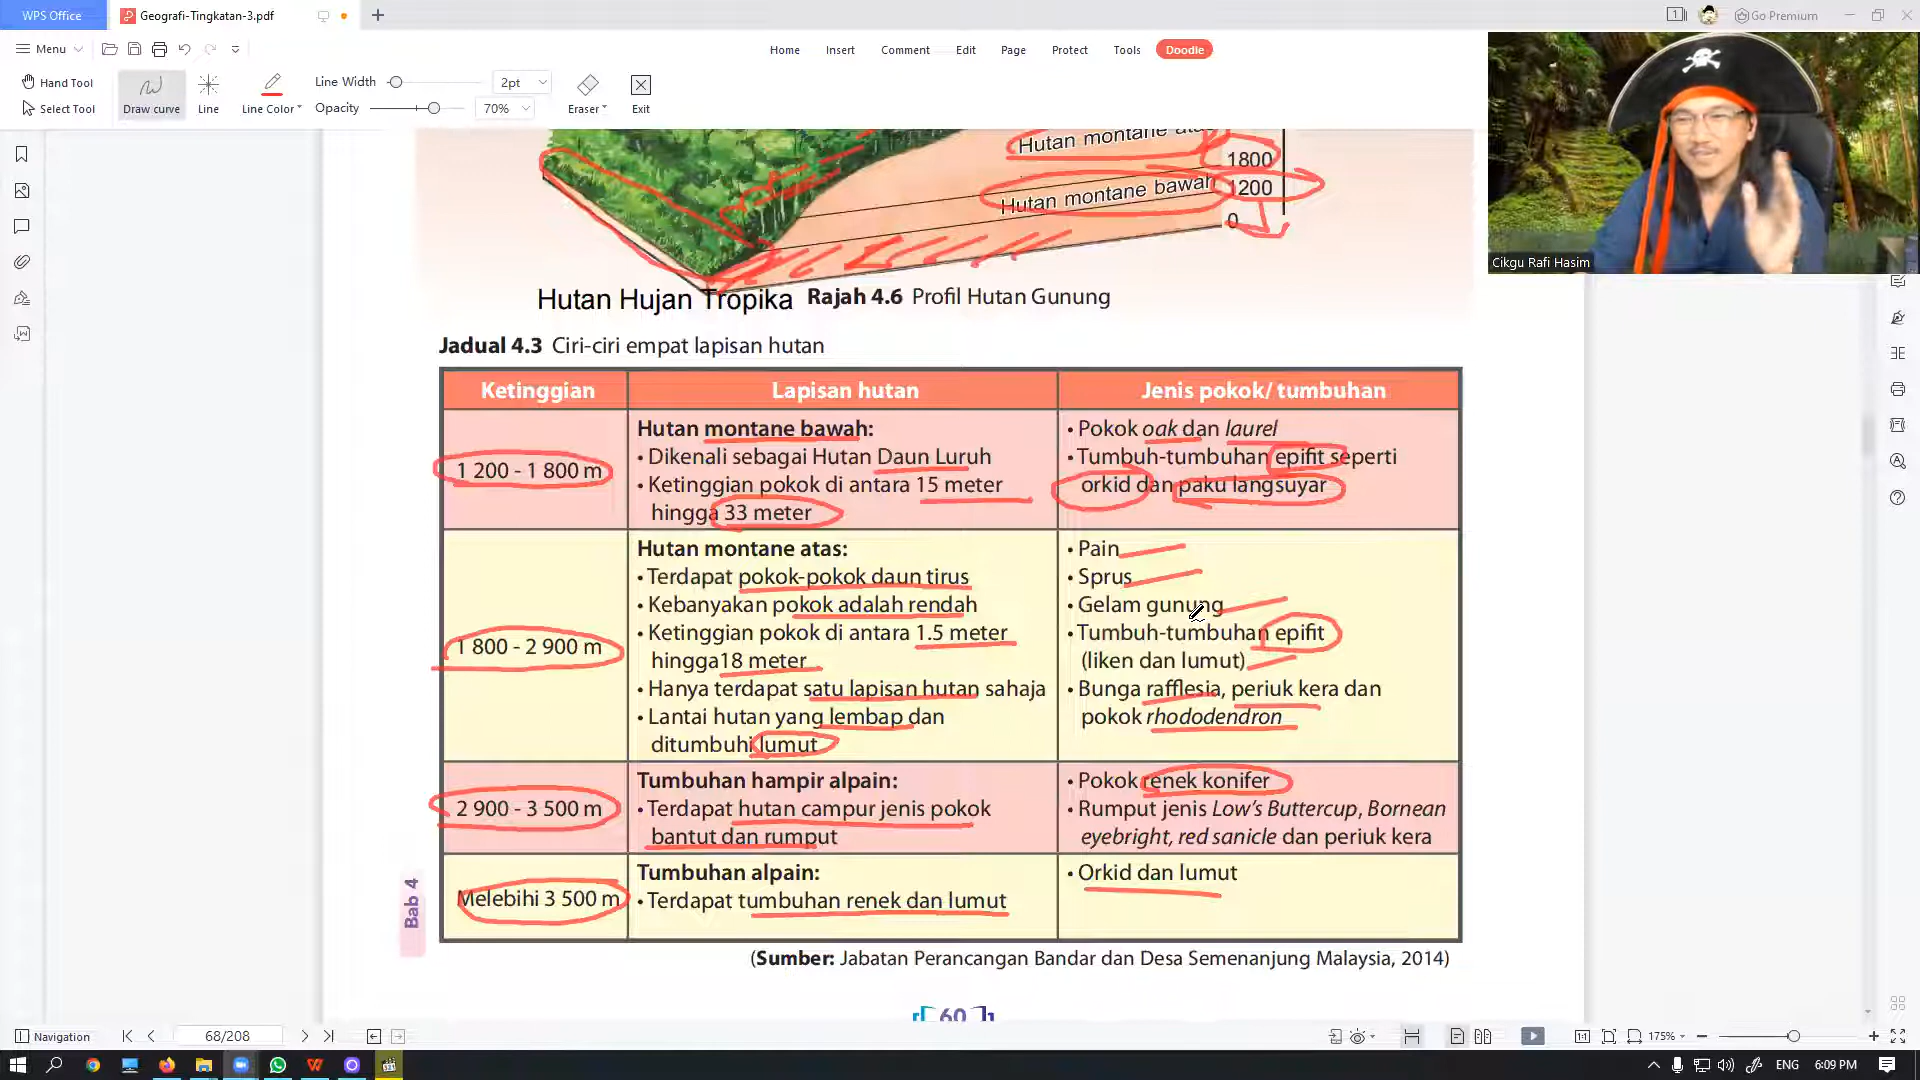 WPS Office
Geografi-Tingkatan-3.pdf
1
Go Premium
Menu
Home
Insert
Comment
Edit
Page
Protect
Tools
Doodle
Hand Tool
Select Tool
Draw curve
Line
Line Color
Line Width
2pt
Opacity
70%
Eraser
Exit
Hutan montane atas
1800
Hutan montane bawah
1200
0
Cikgu Rafi Hasim
Hutan Hujan Tropika
Rajah 4.6 Profil Hutan Gunung
Jadual 4.3 Ciri-ciri empat lapisan hutan
Ketinggian
Lapisan hutan
Jenis pokok/ tumbuhan
1 200 - 1 800 m
Hutan montane bawah:
• Dikenali sebagai Hutan Daun Luruh
• Ketinggian pokok di antara 15 meter
hingga 33 meter
• Pokok oak dan laurel
• Tumbuh-tumbuhan epifit seperti
orkid dan paku langsuyar
1 800 - 2 900 m
Hutan montane atas:
• Terdapat pokok-pokok daun tirus
• Kebanyakan pokok adalah rendah
• Ketinggian pokok di antara 1.5 meter
hingga18 meter
• Hanya terdapat satu lapisan hutan sahaja
• Lantai hutan yang lembap dan
ditumbuhi lumut
• Pain
• Sprus
• Gelam gunung
• Tumbuh-tumbuhan epifit
(liken dan lumut)
• Bunga rafflesia, periuk kera dan
pokok rhododendron
2 900 - 3 500 m
Tumbuhan hampir alpain:
• Terdapat hutan campur jenis pokok
bantut dan rumput
• Pokok renek konifer
• Rumput jenis Low's Buttercup, Bornean
eyebright, red sanicle dan periuk kera
Melebihi 3 500 m
Tumbuhan alpain:
• Terdapat tumbuhan renek dan lumut
• Orkid dan lumut
Bab 4
(Sumber: Jabatan Perancangan Bandar dan Desa Semenanjung Malaysia, 2014)
60
Navigation
68/208
175%
ENG
6:09 PM